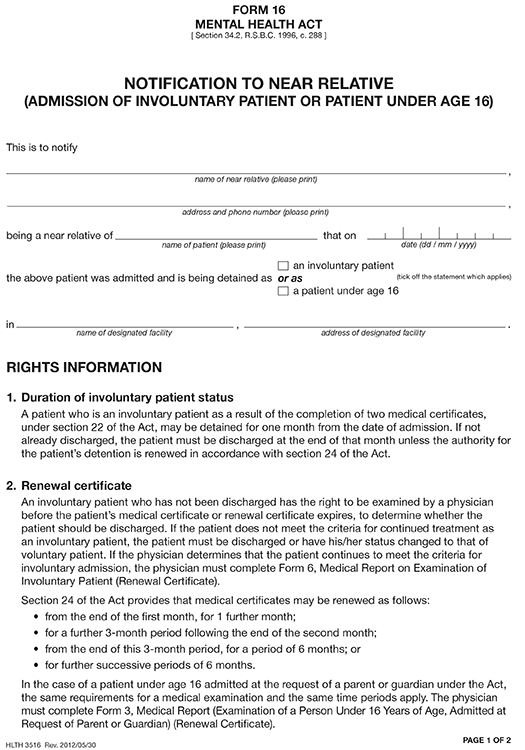 FORM 16
MENTAL HEALTH ACT
[ Section 34.2, R.S.B.C. 1996, c. 288 ]
NOTIFICATION TO NEAR RELATIVE
(ADMISSION OF INVOLUNTARY PATIENT OR PATIENT UNDER AGE 16)
This is to notify
,
name of near relative (please print)
,
address and phone number (please print)
being a near relative of that on
name of patient (please print) date (dd / mm / yyyy)
an involuntary patient
the above patient was admitted and is being detained as or as (tick off the statement which applies)
a patient under age 16
in , .
name of designated facility address of designated facility
RIGHTS INFORMATION
1. Duration of involuntary patient status
A patient who is an involuntary patient as a result of the completion of two medical certificates,
under section 22 of the Act, may be detained for one month from the date of admission. If not
already discharged, the patient must be discharged at the end of that month unless the authority for
the patient's detention is renewed in accordance with section 24 of the Act.
2. Renewal certificate
An involuntary patient who has not been discharged has the right to be examined by a physician
before the patient's medical certificate or renewal certificate expires, to determine whether the
patient should be discharged. If the patient does not meet the criteria for continued treatment as
an involuntary patient, the patient must be discharged or have his/her status changed to that of
voluntary patient. If the physician determines that the patient continues to meet the criteria for
involuntary admission, the physician must complete Form 6, Medical Report on Examination of
Involuntary Patient (Renewal Certificate).
Section 24 of the Act provides that medical certificates may be renewed as follows:
• from the end of the first month, for 1 further month;
• for a further 3-month period following the end of the second month;
• from the end of this 3-month period, for a period of 6 months; or
• for further successive periods of 6 months.
In the case of a patient under age 16 admitted at the request of a parent or guardian under the Act,
the same requirements for a medical examination and the same time periods apply. The physician
must complete Form 3, Medical Report (Examination of a Person Under 16 Years of Age, Admitted at
Request of Parent or Guardian) (Renewal Certificate).
HLTH 3516 Rev. 2012/05/30 PAGE 1 OF 2